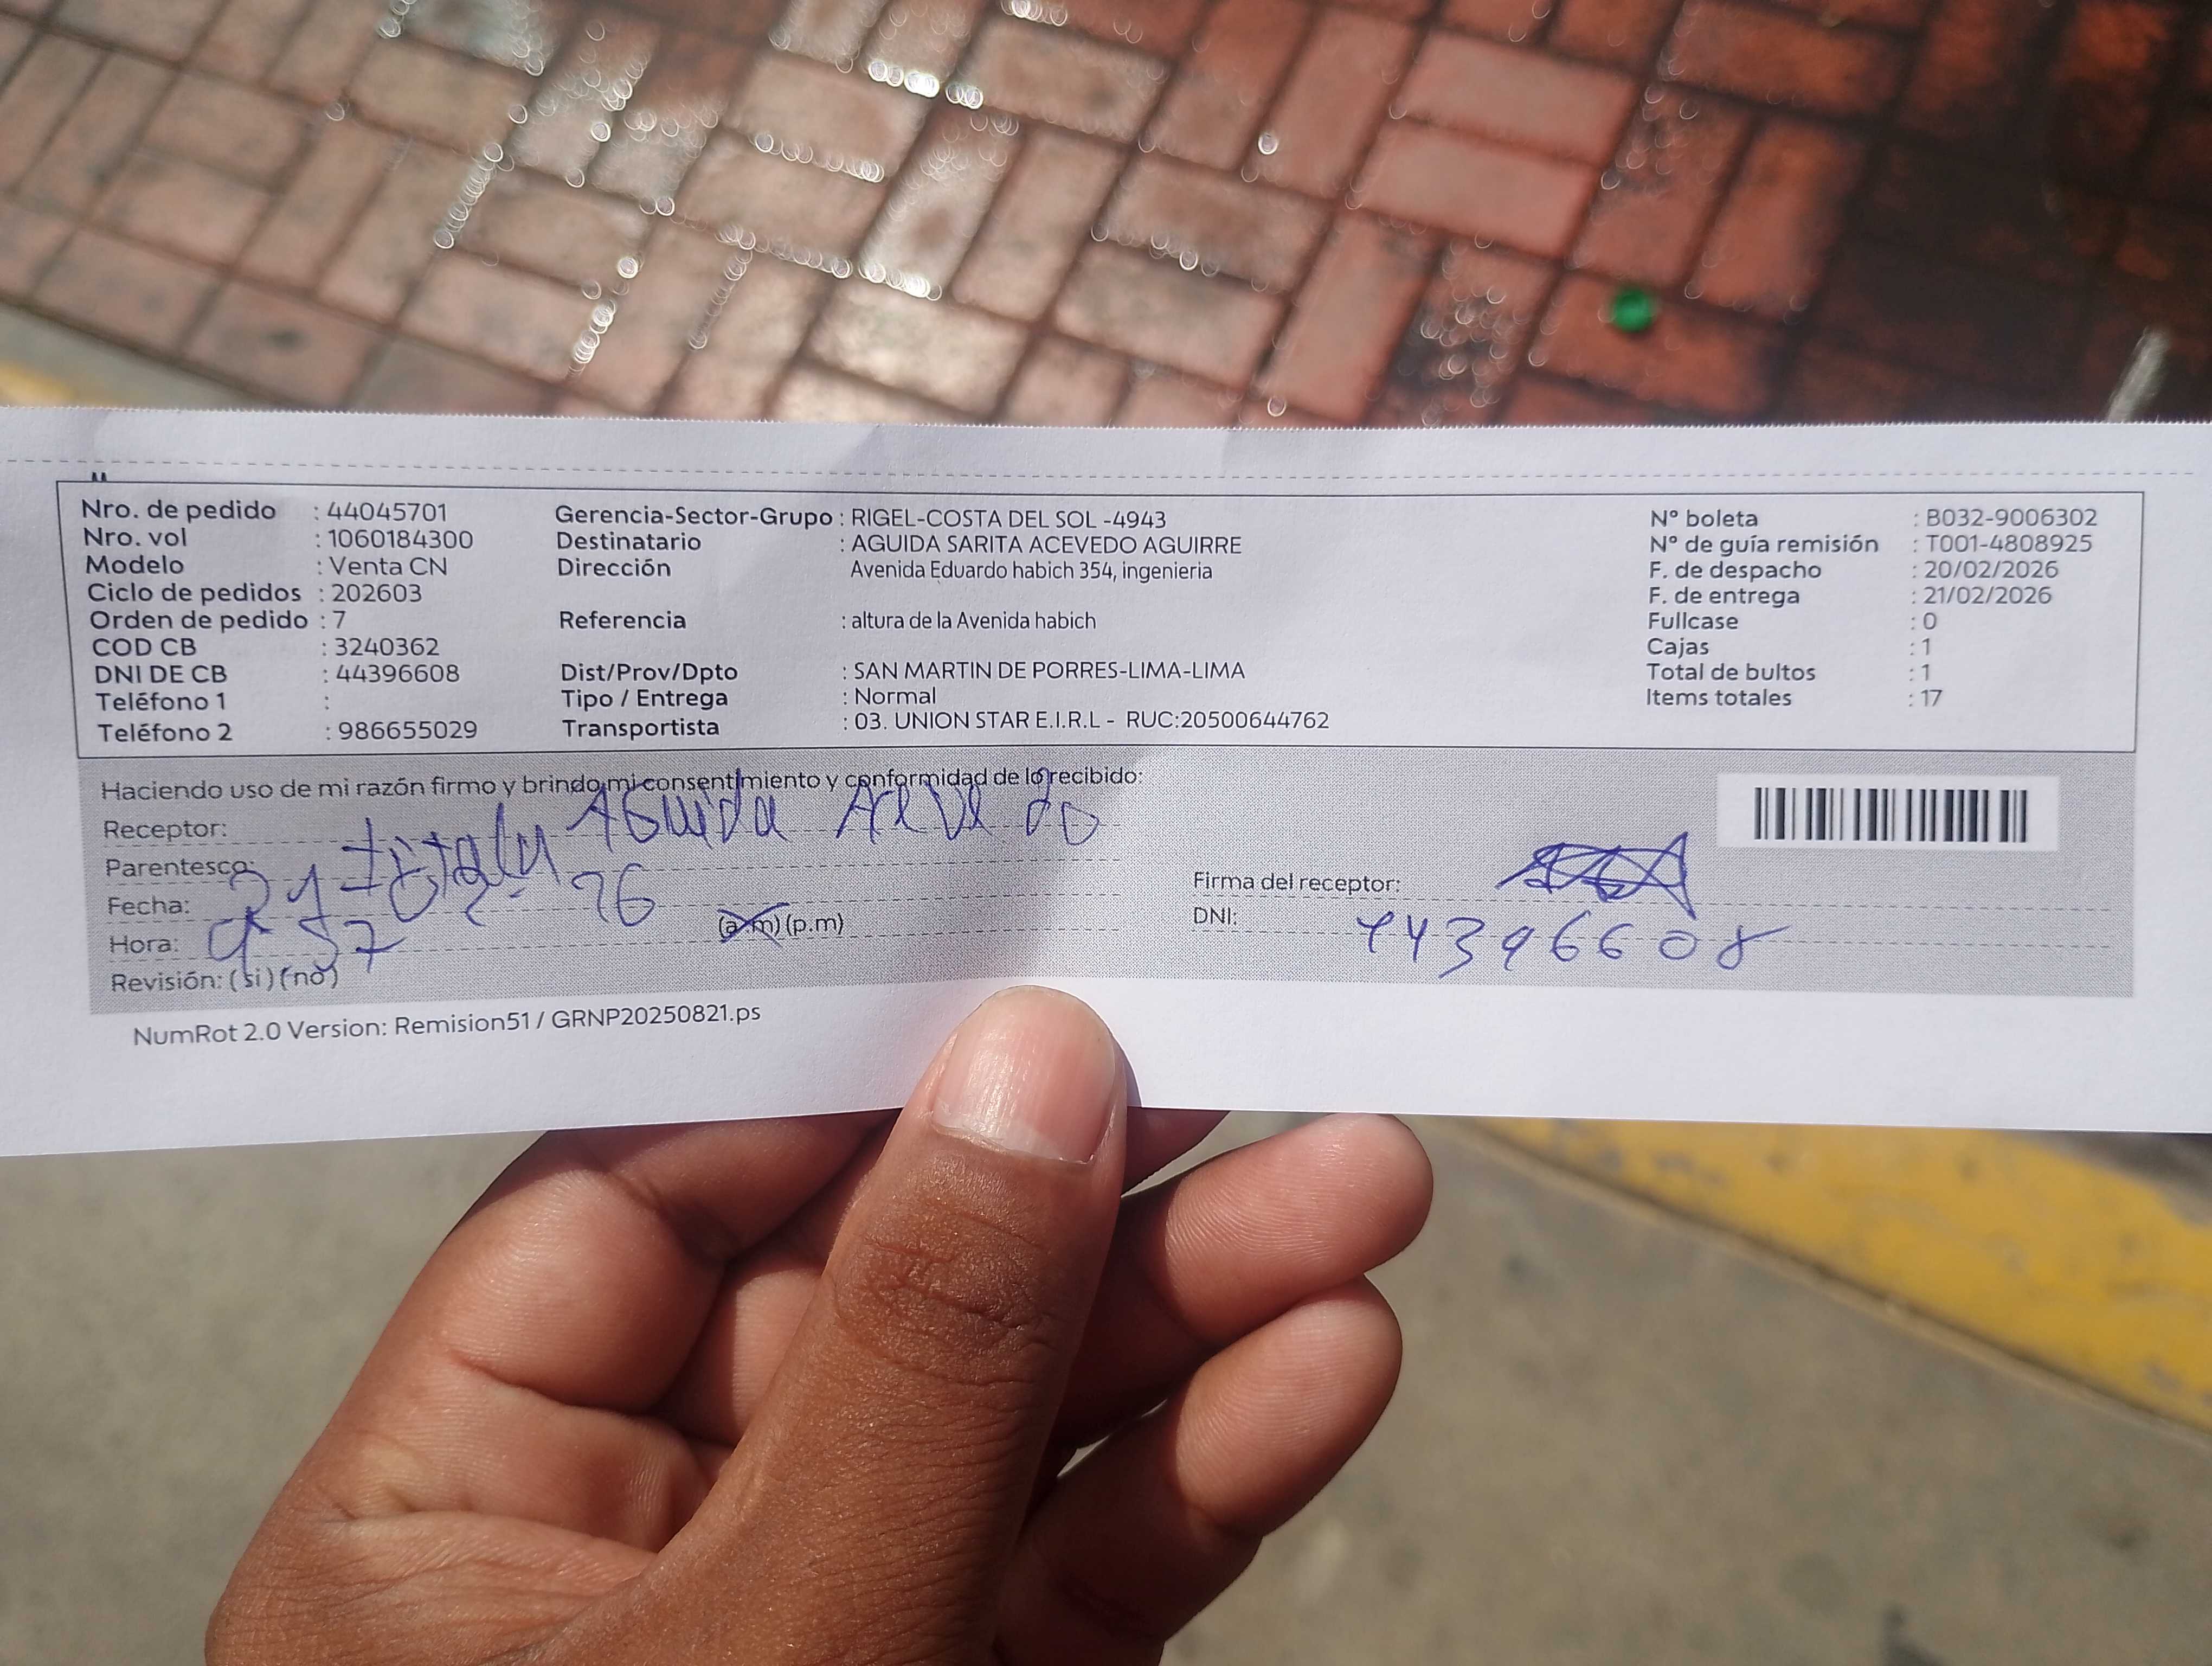 Nro. de pedido : 44045701 Gerencia-Sector-Grupo : RIGEL-COSTA DEL SOL -4943 N° boleta : B032-9006302
Nro. vol : 1060184300 Destinatario : AGUIDA SARITA ACEVEDO AGUIRRE N° de guía remisión : T001-4808925
Modelo : Venta CN Dirección Avenida Eduardo habich 354, ingenieria F. de despacho : 20/02/2026
Ciclo de pedidos : 202603 F. de entrega : 21/02/2026
Orden de pedido : 7 Referencia : altura de la Avenida habich Fullcase : 0
COD CB : 3240362 Cajas : 1
DNI DE CB : 44396608 Dist/Prov/Dpto : SAN MARTIN DE PORRES-LIMA-LIMA Total de bultos : 1
Teléfono 1 : Tipo / Entrega : Normal Items totales : 17
Teléfono 2 : 986655029 Transportista : 03. UNION STAR E.I.R.L - RUC:20500644762
Haciendo uso de mi razón firmo y brindo mi consentimiento y conformidad de lo recibido:
Receptor: Aguida Acevedo
Parentesco: titular
Firma del receptor:
Fecha: 26
DNI: 44396608
Hora: 9 57 (a.m) (p.m)
Revisión: (si) (no)
NumRot 2.0 Version: Remision51 / GRNP20250821.ps